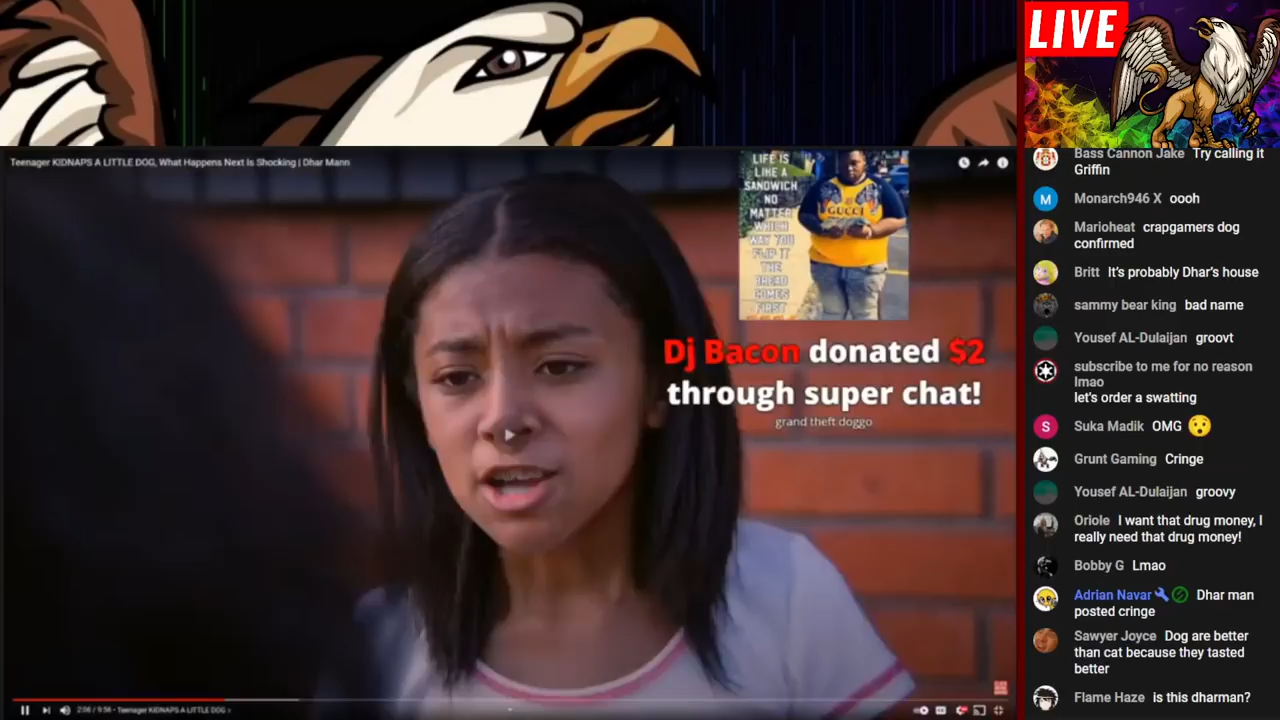 LIVE
Teenager KIDNAPS A LITTLE DOG, What Happens Next Is Shocking | Dhar Mann
LIFE IS
LIKE A
SANDWICH
NO
MATTER
WHICH
WAY YOU
FLIP IT
THE
BREAD
COMES
FIRST
GUCCI
Dj Bacon donated $2
through super chat!
grand theft doggo
2:06 / 9:56 • Teenager KIDNAPS A LITTLE DOG >
Bass Cannon Jake Try calling it
Griffin
M Monarch946 X oooh
Marioheat crapgamers dog
confirmed
Britt It's probably Dhar's house
sammy bear king bad name
Yousef AL-Dulaijan groovt
subscribe to me for no reason
lmao
let's order a swatting
S Suka Madik OMG 😯
Grunt Gaming Cringe
Yousef AL-Dulaijan groovy
Oriole I want that drug money, I
really need that drug money!
Bobby G Lmao
Adrian Navar Dhar man
posted cringe
Sawyer Joyce Dog are better
than cat because they tasted
better
Flame Haze is this dharman?